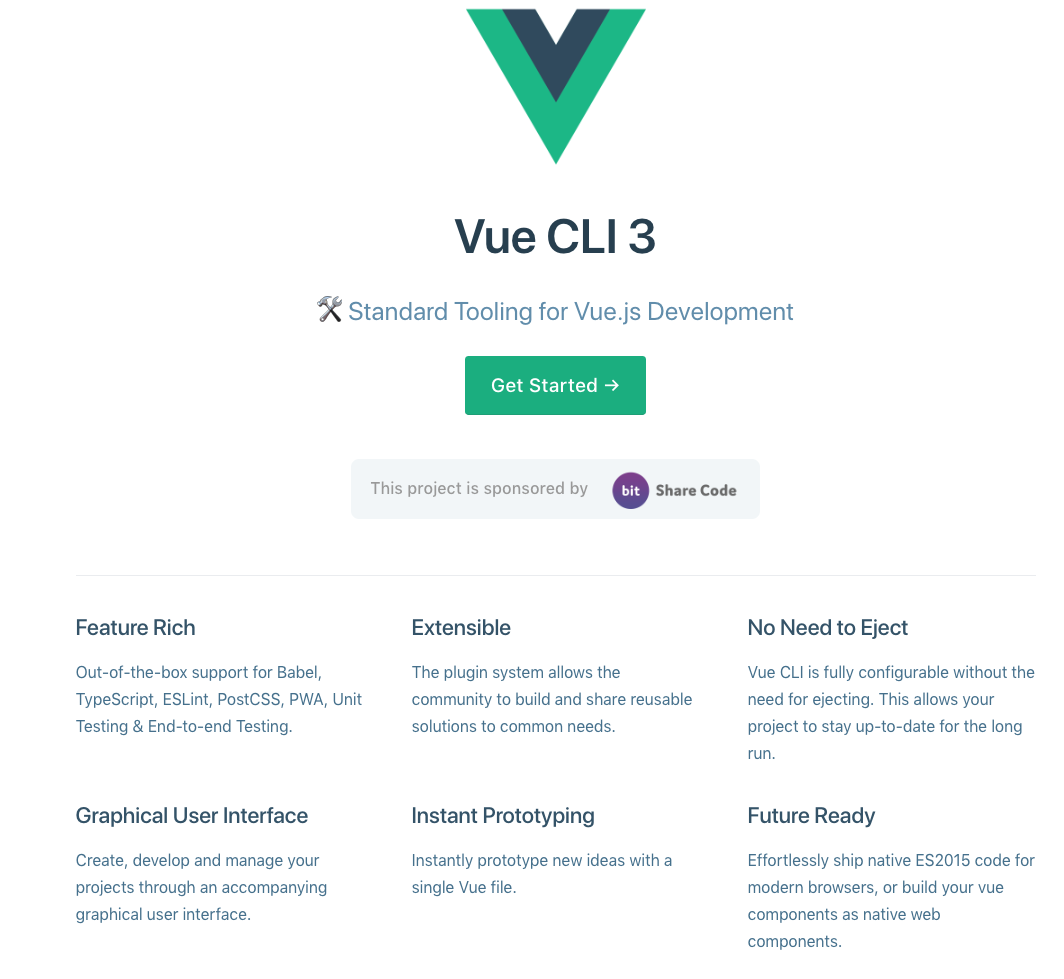 Vue CLI 3
🛠️ Standard Tooling for Vue.js Development
Get Started →
This project is sponsored by
bit Share Code
Feature Rich
Out-of-the-box support for Babel,
TypeScript, ESLint, PostCSS, PWA, Unit
Testing & End-to-end Testing.
Extensible
The plugin system allows the
community to build and share reusable
solutions to common needs.
No Need to Eject
Vue CLI is fully configurable without the
need for ejecting. This allows your
project to stay up-to-date for the long
run.
Graphical User Interface
Create, develop and manage your
projects through an accompanying
graphical user interface.
Instant Prototyping
Instantly prototype new ideas with a
single Vue file.
Future Ready
Effortlessly ship native ES2015 code for
modern browsers, or build your vue
components as native web
components.